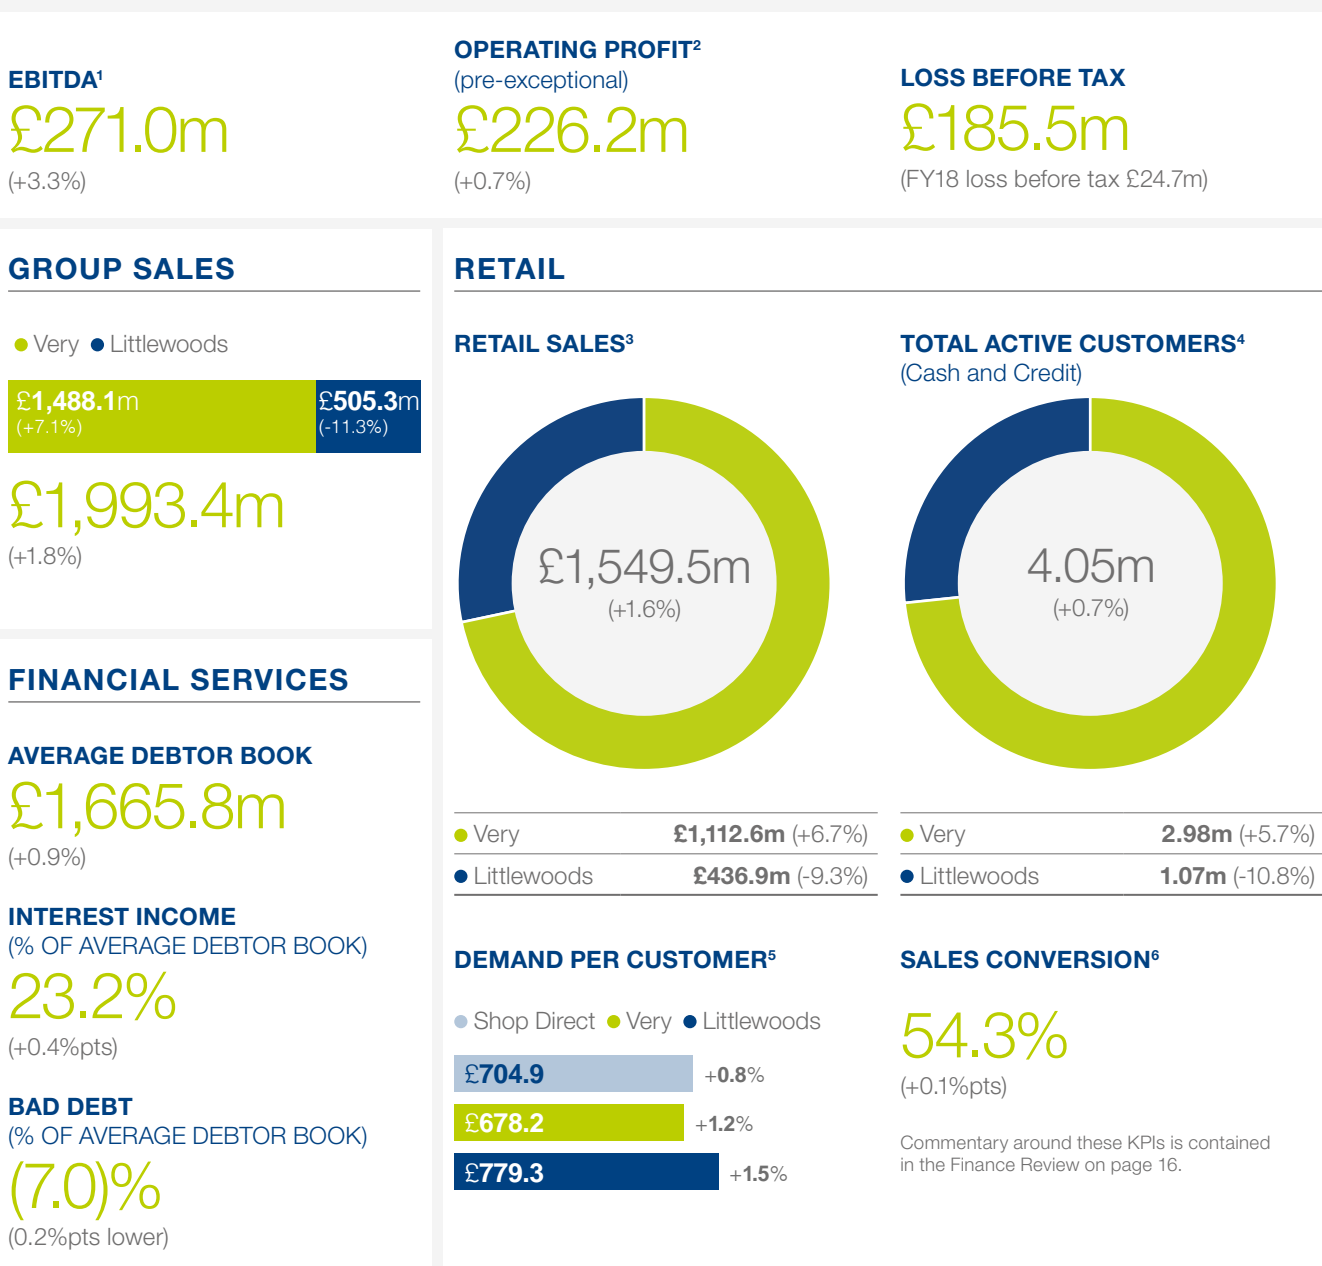 EBITDA¹
£271.0m
(+3.3%)
OPERATING PROFIT²
(pre-exceptional)
£226.2m
(+0.7%)
LOSS BEFORE TAX
£185.5m
(FY18 loss before tax £24.7m)
GROUP SALES
Very Littlewoods
£1,488.1m £505.3m
(+7.1%) (-11.3%)
£1,993.4m
(+1.8%)
FINANCIAL SERVICES
AVERAGE DEBTOR BOOK
£1,665.8m
(+0.9%)
INTEREST INCOME
(% OF AVERAGE DEBTOR BOOK)
23.2%
(+0.4%pts)
BAD DEBT
(% OF AVERAGE DEBTOR BOOK)
(7.0)%
(0.2%pts lower)
RETAIL
RETAIL SALES³
£1,549.5m
(+1.6%)
Very £1,112.6m (+6.7%)
Littlewoods £436.9m (-9.3%)
TOTAL ACTIVE CUSTOMERS⁴
(Cash and Credit)
4.05m
(+0.7%)
Very 2.98m (+5.7%)
Littlewoods 1.07m (-10.8%)
DEMAND PER CUSTOMER⁵
Shop Direct Very Littlewoods
£704.9 +0.8%
£678.2 +1.2%
£779.3 +1.5%
SALES CONVERSION⁶
54.3%
(+0.1%pts)
Commentary around these KPIs is contained
in the Finance Review on page 16.